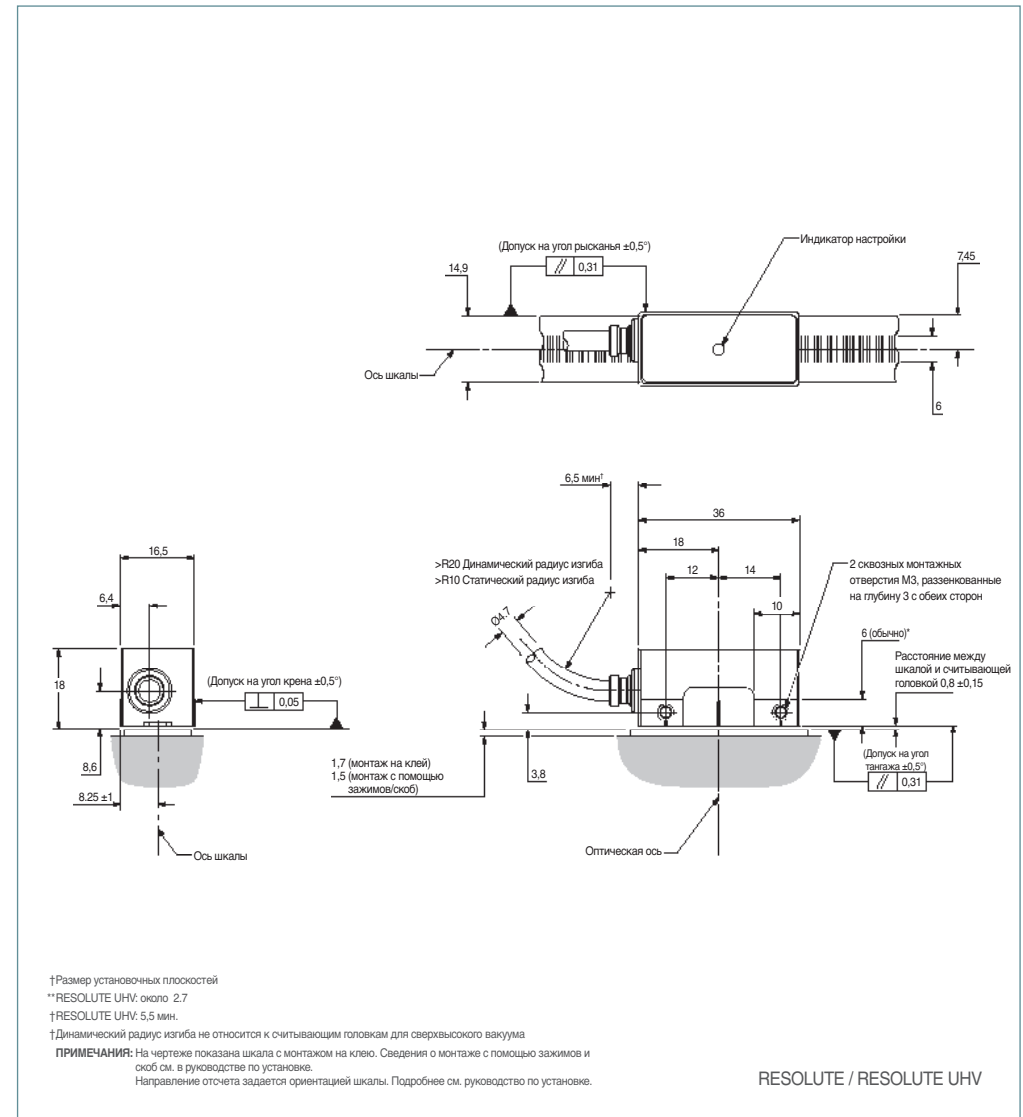 (Допуск на угол рысканья ±0,5°)
// 0,31
Индикатор настройки
14,9
7,45
Ось шкалы
6
6,5 мин†
36
16,5
18
>R20 Динамический радиус изгиба
>R10 Статический радиус изгиба
12
14
2 сквозных монтажных
отверстия M3, раззенкованные
на глубину 3 с обеих сторон
6,4
10
Ø4.7
6 (обычно)*
Расстояние между
шкалой и считывающей
головкой 0,8 ±0,15
18
(Допуск на угол крена ±0,5°)
⊥ 0,05
8,6
1,7 (монтаж на клей)
1,5 (монтаж с помощью
зажимов/скоб)
3,8
(Допуск на угол
тангажа ±0,5°)
// 0,31
8.25 ±1
Ось шкалы
Оптическая ось
†Размер установочных плоскостей
**RESOLUTE UHV: около 2.7
†RESOLUTE UHV: 5,5 мин.
†Динамический радиус изгиба не относится к считывающим головкам для сверхвысокого вакуума
ПРИМЕЧАНИЯ: На чертеже показана шкала с монтажом на клею. Сведения о монтаже с помощью зажимов и
скоб см. в руководстве по установке.
Направление отсчета задается ориентацией шкалы. Подробнее см. руководство по установке.
RESOLUTE / RESOLUTE UHV